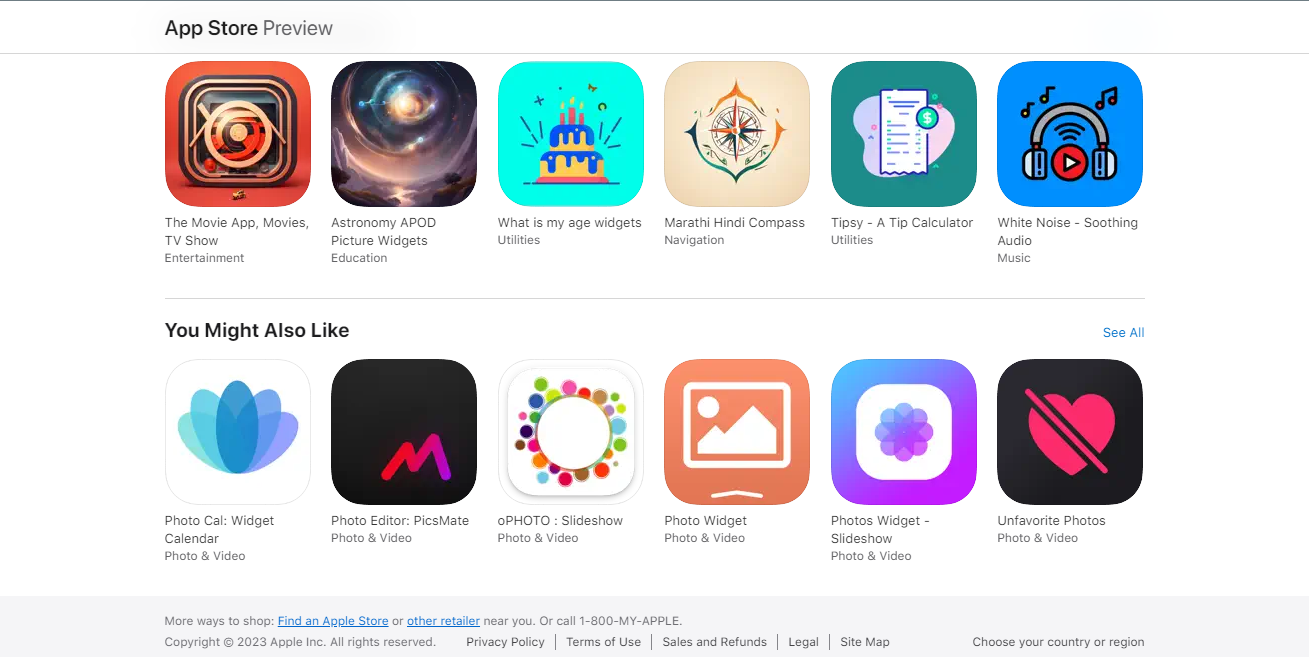 App Store Preview
The Movie App, Movies,
TV Show
Entertainment
Astronomy APOD
Picture Widgets
Education
What is my age widgets
Utilities
Marathi Hindi Compass
Navigation
Tipsy - A Tip Calculator
Utilities
White Noise - Soothing
Audio
Music
You Might Also Like
See All
Photo Cal: Widget
Calendar
Photo & Video
Photo Editor: PicsMate
Photo & Video
oPHOTO : Slideshow
Photo & Video
Photo Widget
Photo & Video
Photos Widget -
Slideshow
Photo & Video
Unfavorite Photos
Photo & Video
More ways to shop: Find an Apple Store or other retailer near you. Or call 1-800-MY-APPLE.
Copyright © 2023 Apple Inc. All rights reserved. Privacy Policy | Terms of Use | Sales and Refunds | Legal | Site Map Choose your country or region